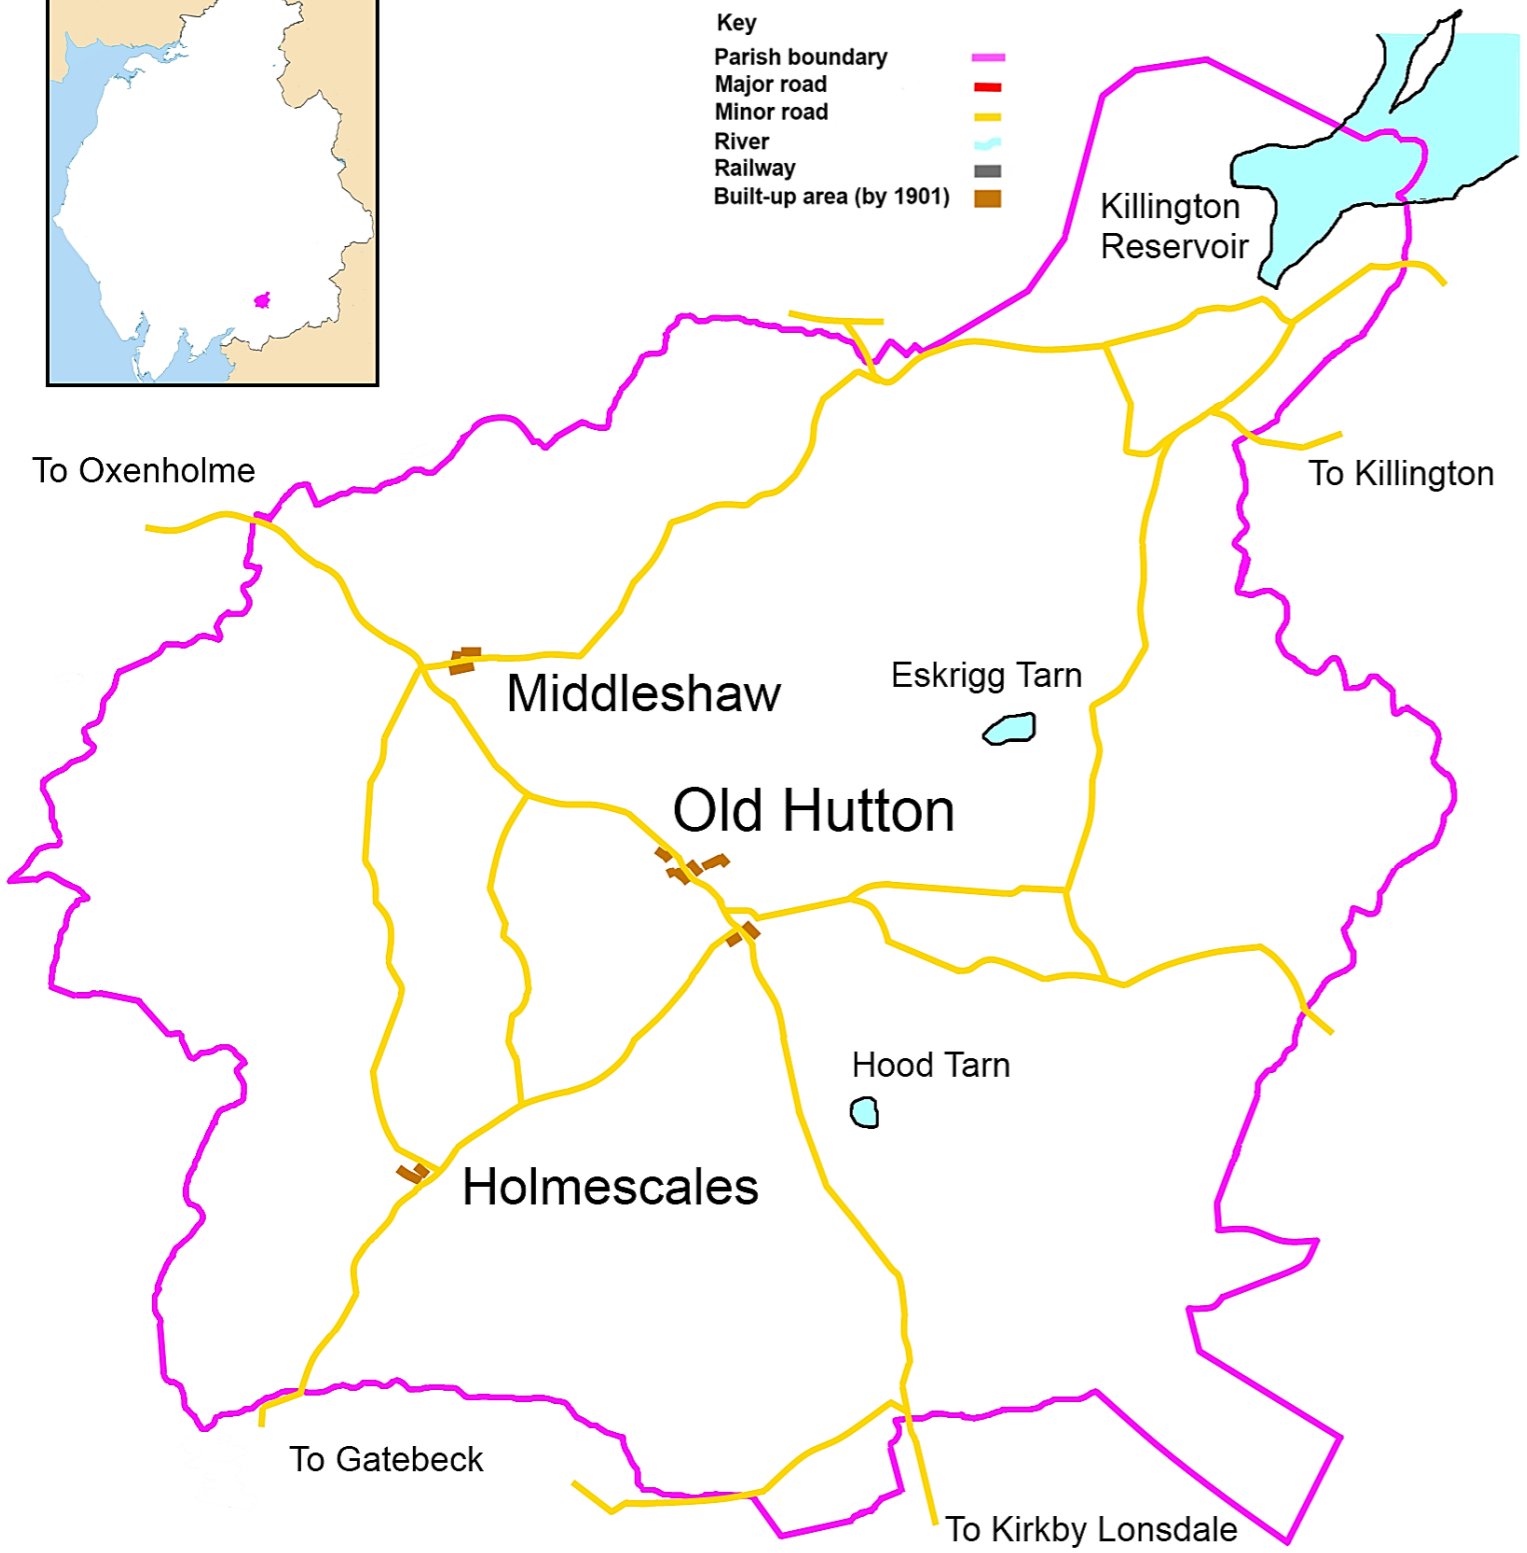 Key
Parish boundary
Major road
Minor road
River
Railway
Built-up area (by 1901)
Killington
Reservoir
To Oxenholme
To Killington
Eskrigg Tarn
Middleshaw
Old Hutton
Hood Tarn
Holmescales
To Gatebeck
To Kirkby Lonsdale